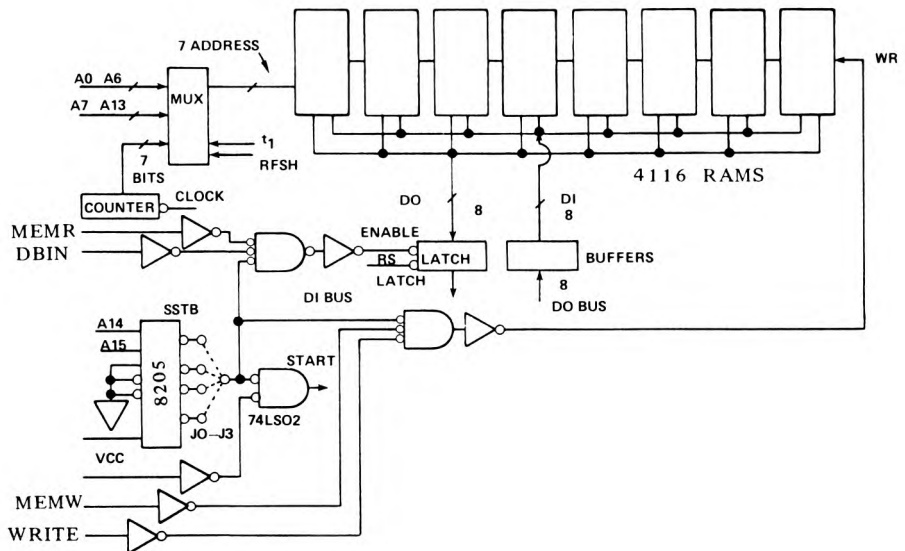 7 ADDRESS
WR
A0 A6
MUX
A7 A13
t1
RFSH
7
BITS
4116 RAMS
COUNTER
CLOCK
DO
8
DI
8
MEMR
DBIN
ENABLE
RS
LATCH
LATCH
BUFFERS
8
DI BUS
DO BUS
SSTB
A14
A15
8205
START
74LSO2
JO—J3
VCC
MEMW
WRITE